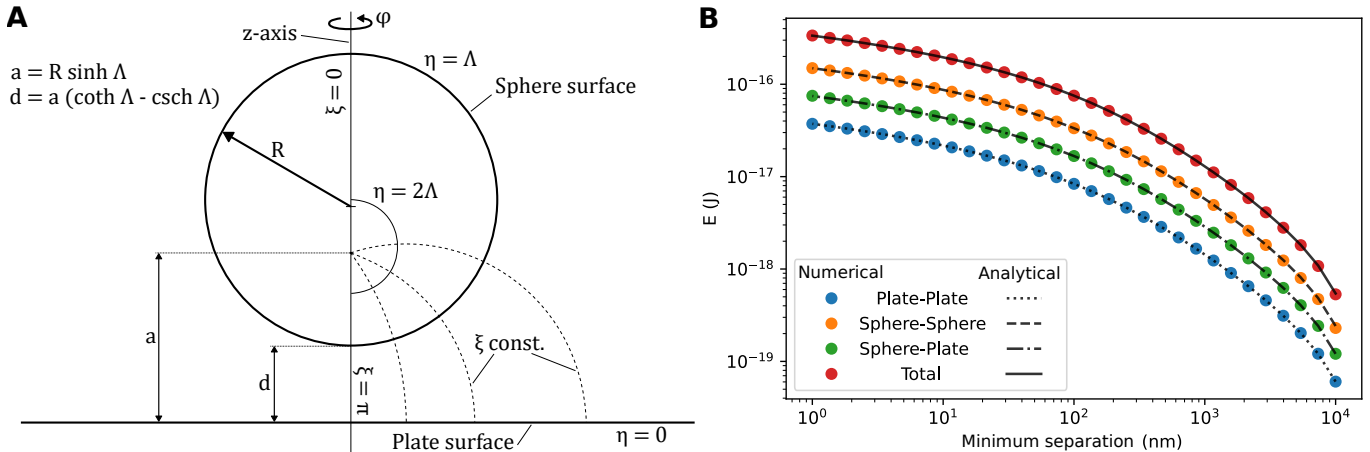 A
φ
z-axis
η = Λ
a = R sinh Λ
d = a (coth Λ - csch Λ)
ξ = 0
Sphere surface
R
η = 2Λ
a
ξ const.
d
ξ = π
Plate surface
η = 0
B
E (J)
10⁻¹⁶
10⁻¹⁷
10⁻¹⁸
10⁻¹⁹
Numerical Analytical
Plate-Plate
Sphere-Sphere
Sphere-Plate
Total
10⁰ 10¹ 10² 10³ 10⁴
Minimum separation (nm)